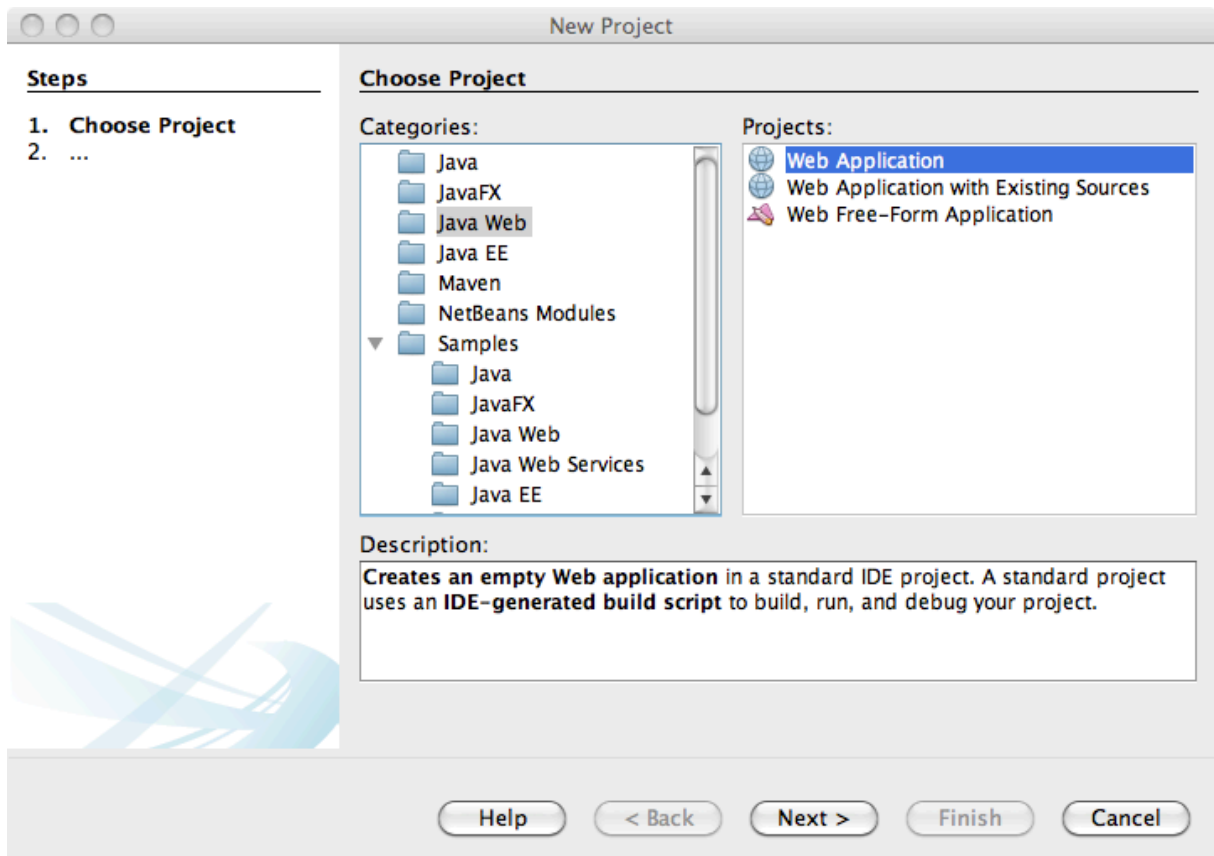 New Project
Steps
1. Choose Project
2. ...
Choose Project
Categories:
Java
JavaFX
Java Web
Java EE
Maven
NetBeans Modules
Samples
Java
JavaFX
Java Web
Java Web Services
Java EE
Projects:
Web Application
Web Application with Existing Sources
Web Free-Form Application
Description:
Creates an empty Web application in a standard IDE project. A standard project
uses an IDE-generated build script to build, run, and debug your project.
Help
< Back
Next >
Finish
Cancel